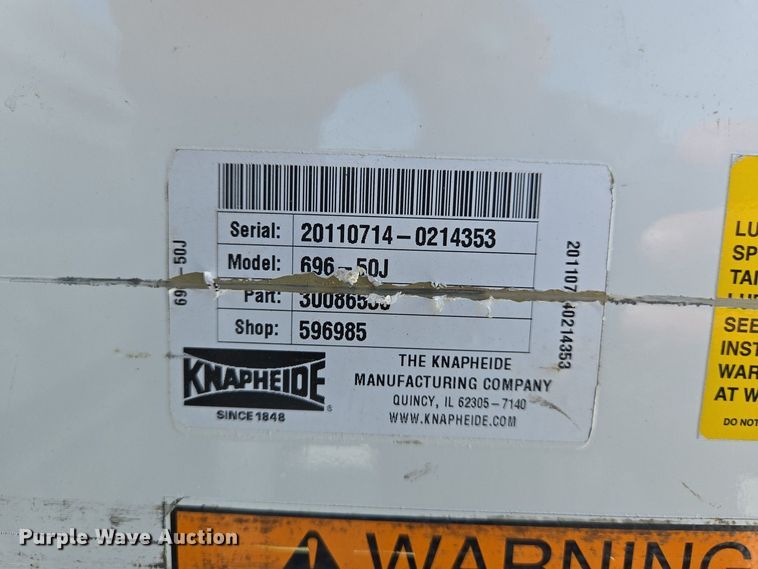 Serial: 20110714-0214353
Model: 696-50J
Part:
Shop: 596985
696-50J
20110714-0214353
KNAPHEIDE®
SINCE 1848
THE KNAPHEIDE
MANUFACTURING COMPANY
QUINCY, IL 62305-7140
WWW.KNAPHEIDE.COM
LU
SP
TAN
SEE
INST
WAR
AT W
DO NOT
WARNING
Purple Wave Auction